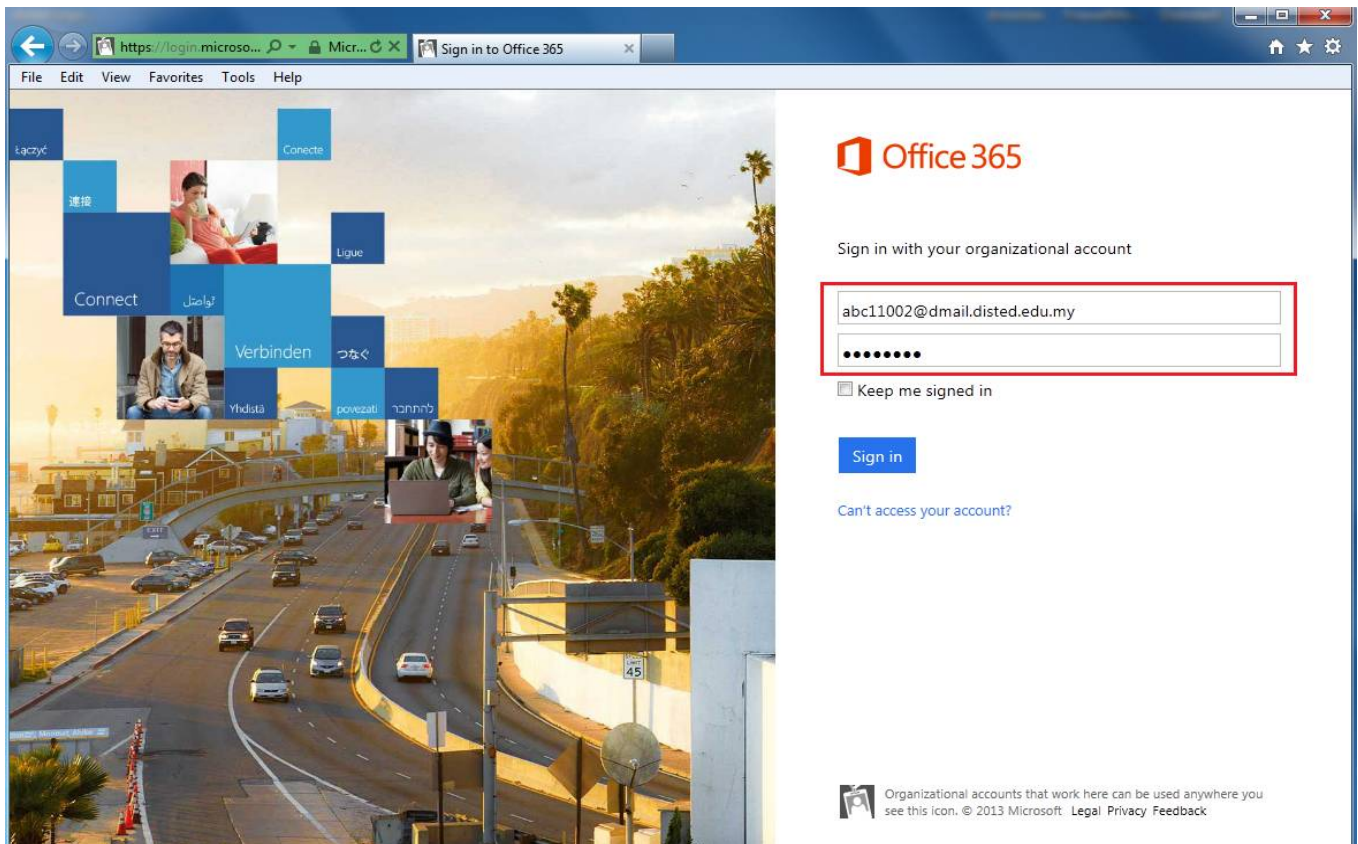 https://login.microso...
Micr...
Sign in to Office 365
File Edit View Favorites Tools Help
Łączyć
Conecte
連接
Ligue
Connect
تواصل
Verbinden
つなぐ
Yhdistä
povezati
להתחבר
EXIT
LIMIT
45
Office 365
Sign in with your organizational account
abc11002@dmail.disted.edu.my
••••••••
Keep me signed in
Sign in
Can't access your account?
Organizational accounts that work here can be used anywhere you
see this icon. © 2013 Microsoft Legal Privacy Feedback